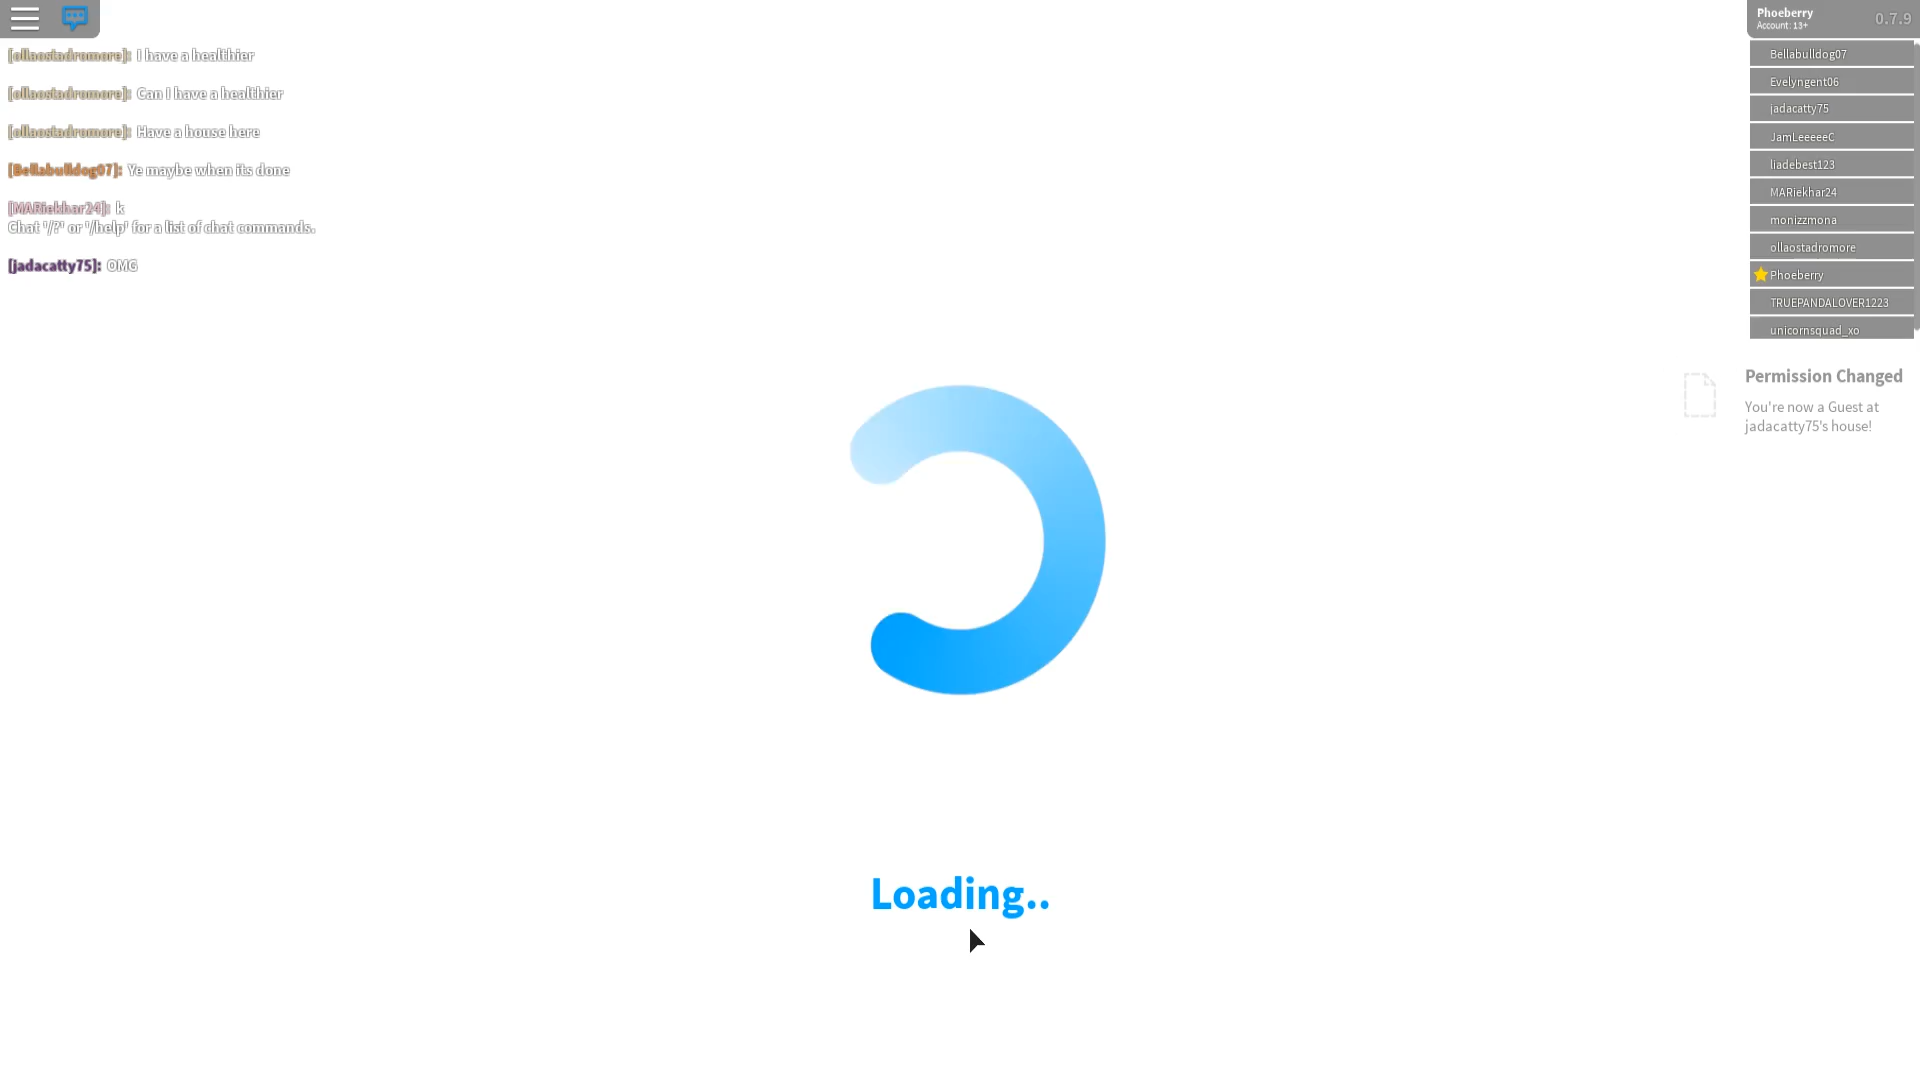 Phoeberry
Account: 13+
0.7.9
[ollaostadromore]: I have a healthier
[ollaostadromore]: Can I have a healthier
[ollaostadromore]: Have a house here
[Bellabulldog07]: Ye maybe when its done
[MARiekhar24]: k
Chat '/?' or '/help' for a list of chat commands.
[jadacatty75]: OMG
Bellabulldog07
Evelyngent06
jadacatty75
JamLeeeeeC
liadebest123
MARiekhar24
monizzmona
ollaostadromore
Phoeberry
TRUEPANDALOVER1223
unicornsquad_xo
Permission Changed
You're now a Guest at
jadacatty75's house!
Loading..